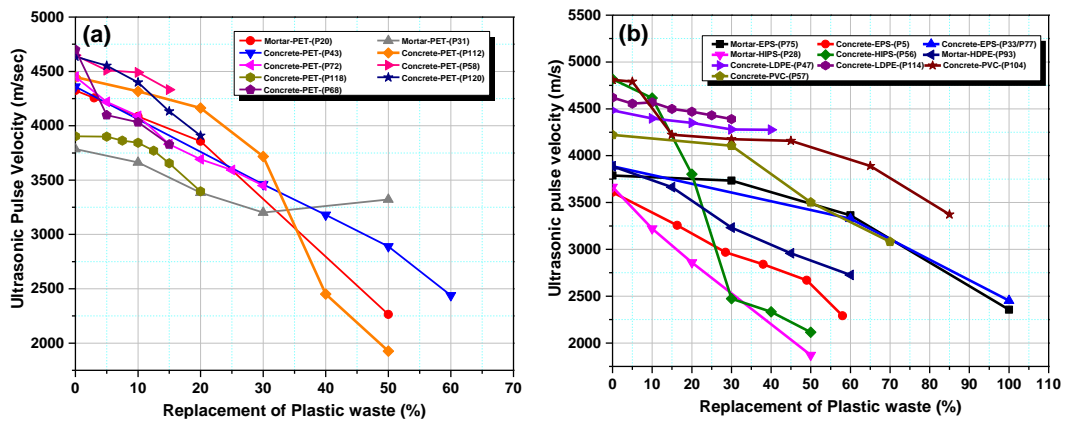 (a)
Mortar-PET-(P20) Mortar-PET-(P31)
Concrete-PET-(P43) Concrete-PET-(P112)
Concrete-PET-(P72) Concrete-PET-(P58)
Concrete-PET-(P118) Concrete-PET-(P120)
Concrete-PET-(P68)
Ultrasonic Pulse Velocity (m/sec)
5000
4500
4000
3500
3000
2500
2000
0 10 20 30 40 50 60 70
Replacement of Plastic waste (%)
(b)
Mortar-EPS-(P75) Concrete-EPS-(P5) Concrete-EPS-(P33/P77)
Mortar-HIPS-(P28) Concrete-HIPS-(P56) Mortar-HDPE-(P93)
Concrete-LDPE-(P47) Concrete-LDPE-(P114) Concrete-PVC-(P104)
Concrete-PVC-(P57)
Ultrasonic pulse velocity (m/s)
5500
5000
4500
4000
3500
3000
2500
2000
0 10 20 30 40 50 60 70 80 90 100 110
Replacement of Plastic waste (%)